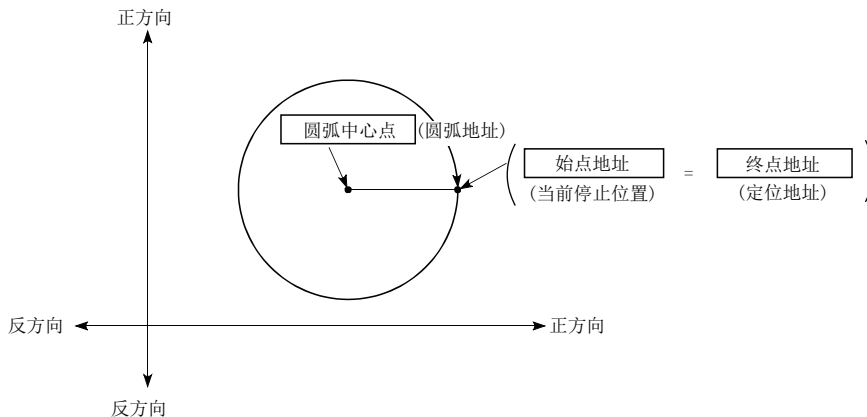 正方向
圆弧中心点 (圆弧地址)
( 始点地址 = 终点地址 )
(当前停止位置) (定位地址)
反方向 正方向
反方向